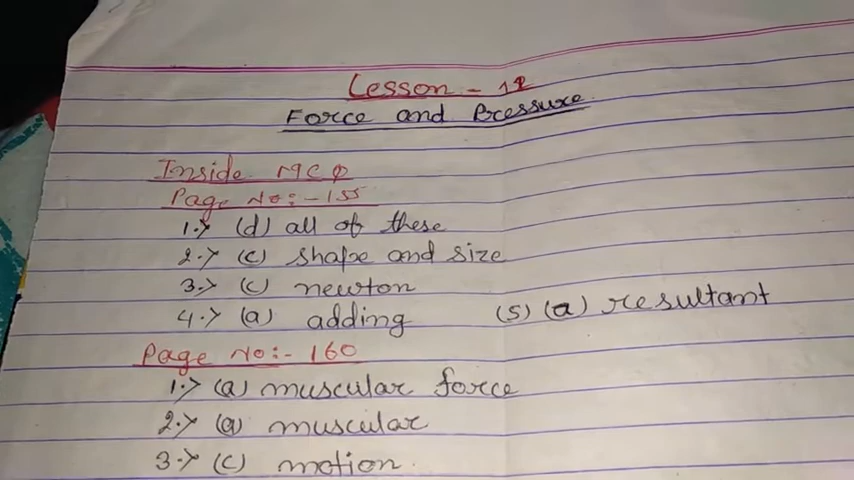 Lesson - 12
Force and Pressure
Inside MCQ
Page No:- 155
1.> (d) all of these
2.> (c) shape and size
3.> (c) newton
4.> (a) adding (5) (a) resultant
Page No:- 160
1.> (a) muscular force
2.> (a) muscular
3.> (c) motion.